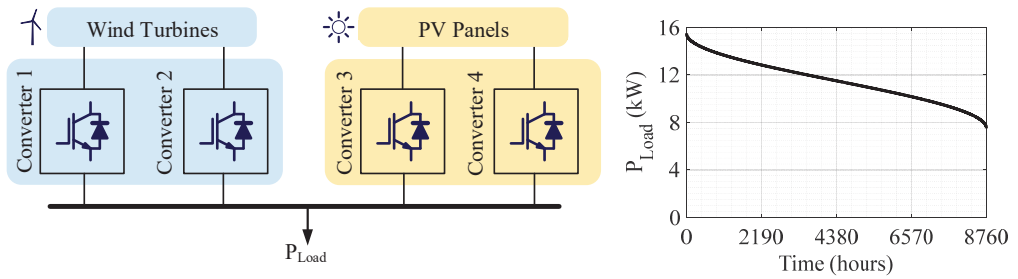 Wind Turbines
PV Panels
Converter 1
Converter 2
Converter 3
Converter 4
P_Load
P_Load (kW)
16
12
8
4
0
0 2190 4380 6570 8760
Time (hours)